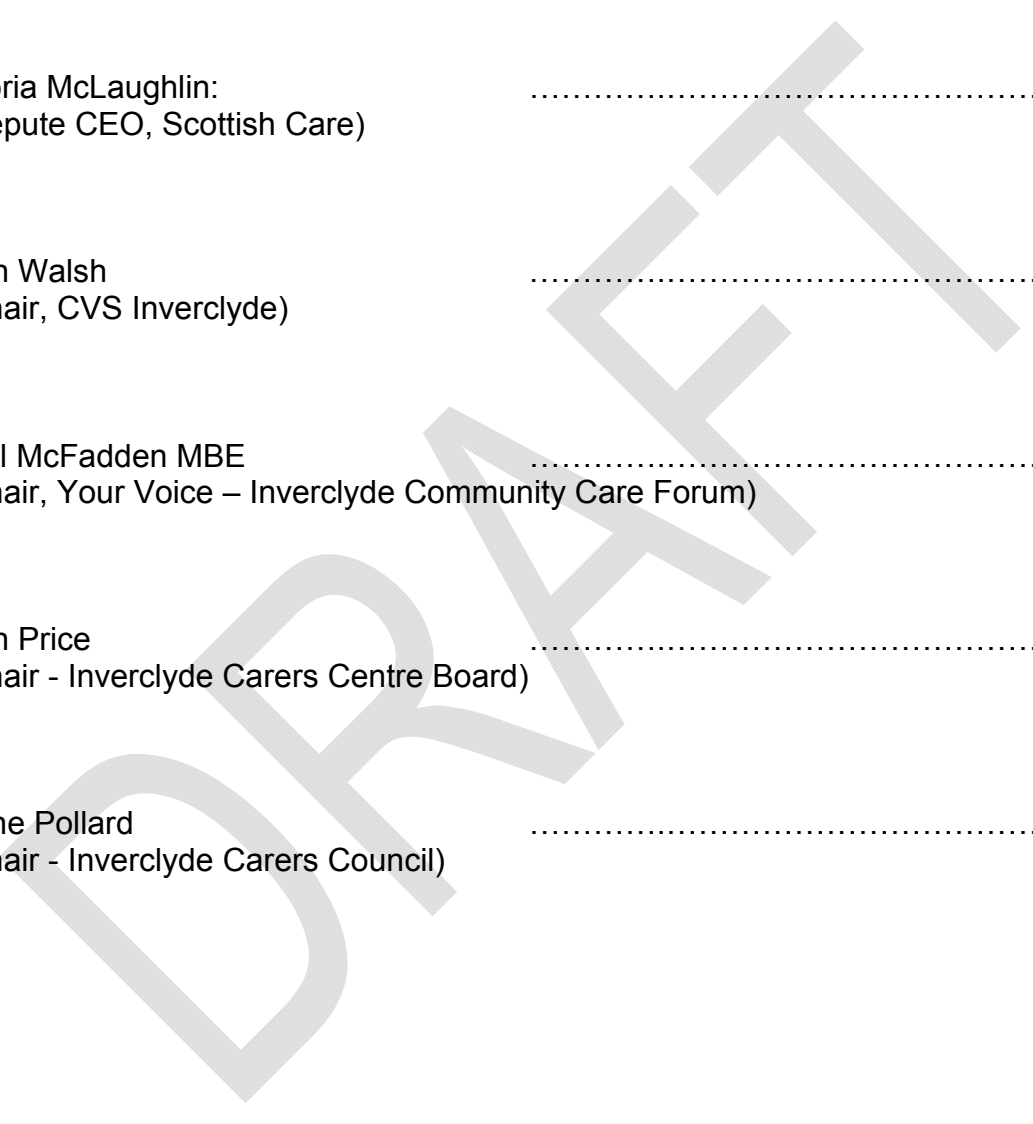 oria McLaughlin: ……………………………………………
epute CEO, Scottish Care)
n Walsh ……………………………………………
hair, CVS Inverclyde)
l McFadden MBE ……………………………………………
hair, Your Voice – Inverclyde Community Care Forum)
n Price ……………………………………………
hair - Inverclyde Carers Centre Board)
ne Pollard ……………………………………………
hair - Inverclyde Carers Council)
DRAFT